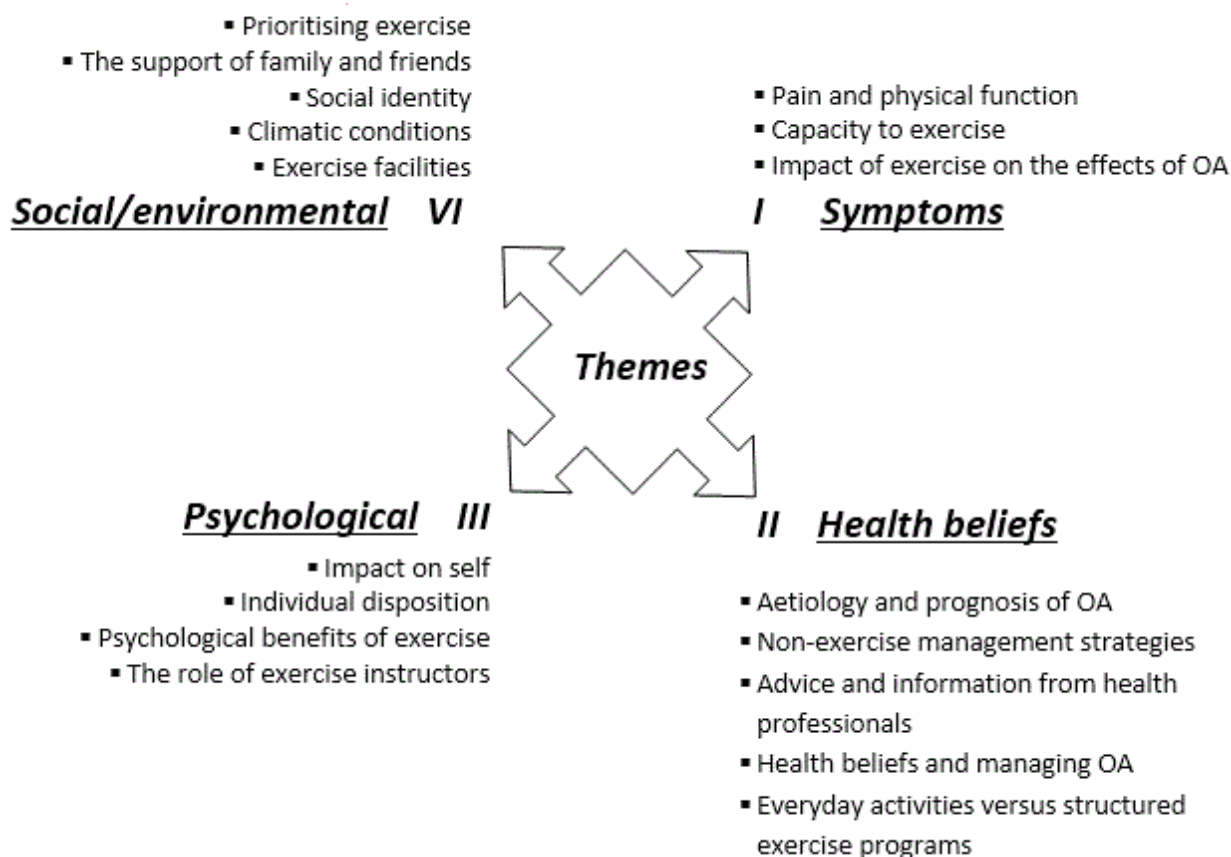 ▪ Prioritising exercise
▪ The support of family and friends
▪ Social identity
▪ Climatic conditions
▪ Exercise facilities
Social/environmental VI
▪ Pain and physical function
▪ Capacity to exercise
▪ Impact of exercise on the effects of OA
I Symptoms
Themes
Psychological III
▪ Impact on self
▪ Individual disposition
▪ Psychological benefits of exercise
▪ The role of exercise instructors
II Health beliefs
▪ Aetiology and prognosis of OA
▪ Non-exercise management strategies
▪ Advice and information from health
professionals
▪ Health beliefs and managing OA
▪ Everyday activities versus structured
exercise programs